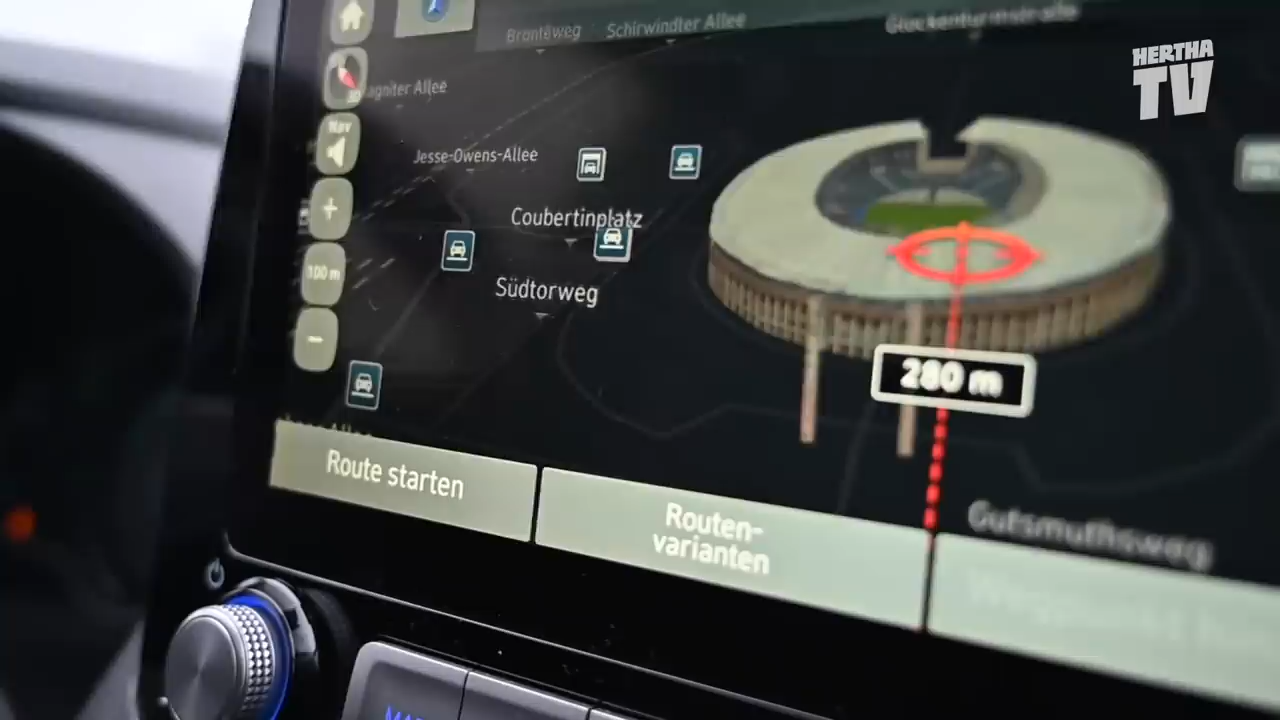 HERTHA
TV
Brontëweg
Schirwindter Allee
Glockenturmstraße
3D
Allee
Nav
Jesse-Owens-Allee
Coubertinplatz
+
Südtorweg
100 m
-
280 m
Route starten
Routen-
varianten
Gutsmuthsweg